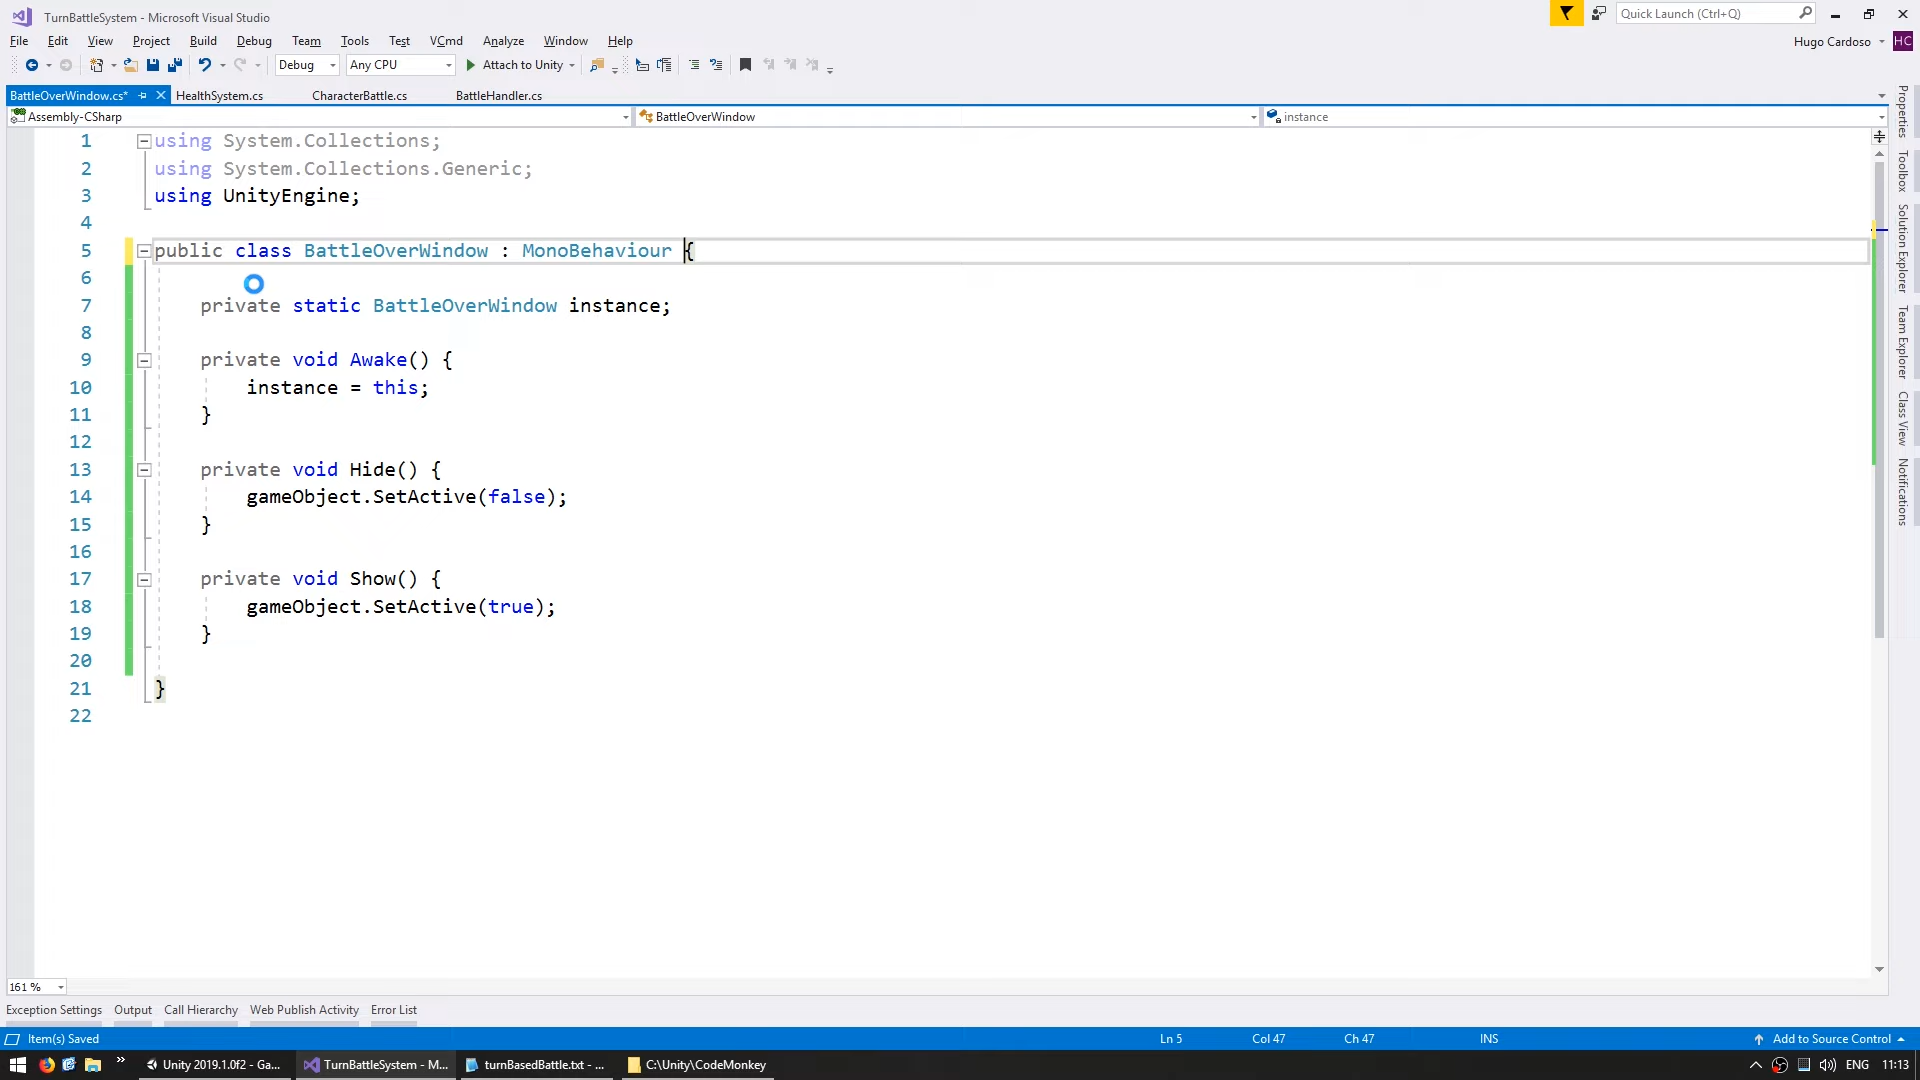 TurnBattleSystem - Microsoft Visual Studio
Quick Launch (Ctrl+Q)
File Edit View Project Build Debug Team Tools Test VCmd Analyze Window Help
Hugo Cardoso HC
Debug Any CPU Attach to Unity
BattleOverWindow.cs* HealthSystem.cs CharacterBattle.cs BattleHandler.cs
Assembly-CSharp BattleOverWindow instance
1 using System.Collections;
2 using System.Collections.Generic;
3 using UnityEngine;
4
5 public class BattleOverWindow : MonoBehaviour {
6
7 private static BattleOverWindow instance;
8
9 private void Awake() {
10 instance = this;
11 }
12
13 private void Hide() {
14 gameObject.SetActive(false);
15 }
16
17 private void Show() {
18 gameObject.SetActive(true);
19 }
20
21 }
22
Properties
Toolbox
Solution Explorer
Team Explorer
Class View
Notifications
161 %
Exception Settings Output Call Hierarchy Web Publish Activity Error List
Item(s) Saved Ln 5 Col 47 Ch 47 INS Add to Source Control
Unity 2019.1.0f2 - Ga... TurnBattleSystem - M... turnBasedBattle.txt - ... C:\Unity\CodeMonkey ENG 11:13